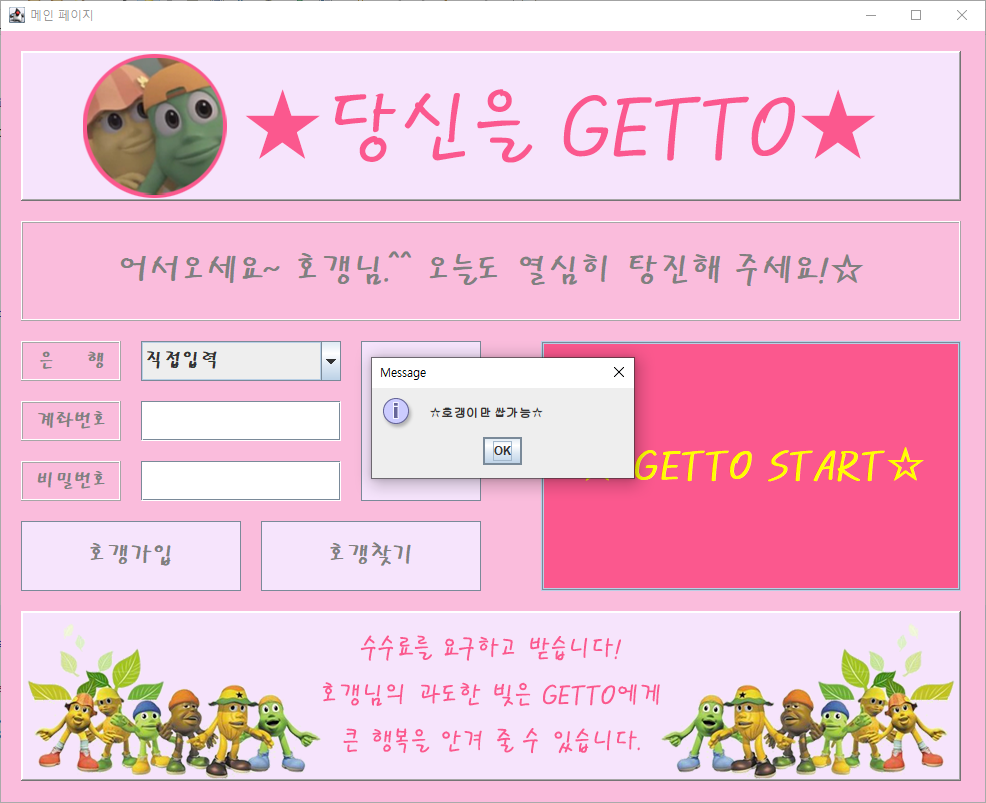 메인 페이지
★당신을 GETTO★
어서오세요~ 호갱님.^^ 오늘도 열심히 탕진해 주세요!☆
은 행
직접입력
계좌번호
비밀번호
Message
☆호갱이만 쌉가능☆
OK
GETTO START☆
호갱가입
호갱찾기
수수료를 요구하고 받습니다!
호갱님의 과도한 빚은 GETTO에게
큰 행복을 안겨 줄 수 있습니다.